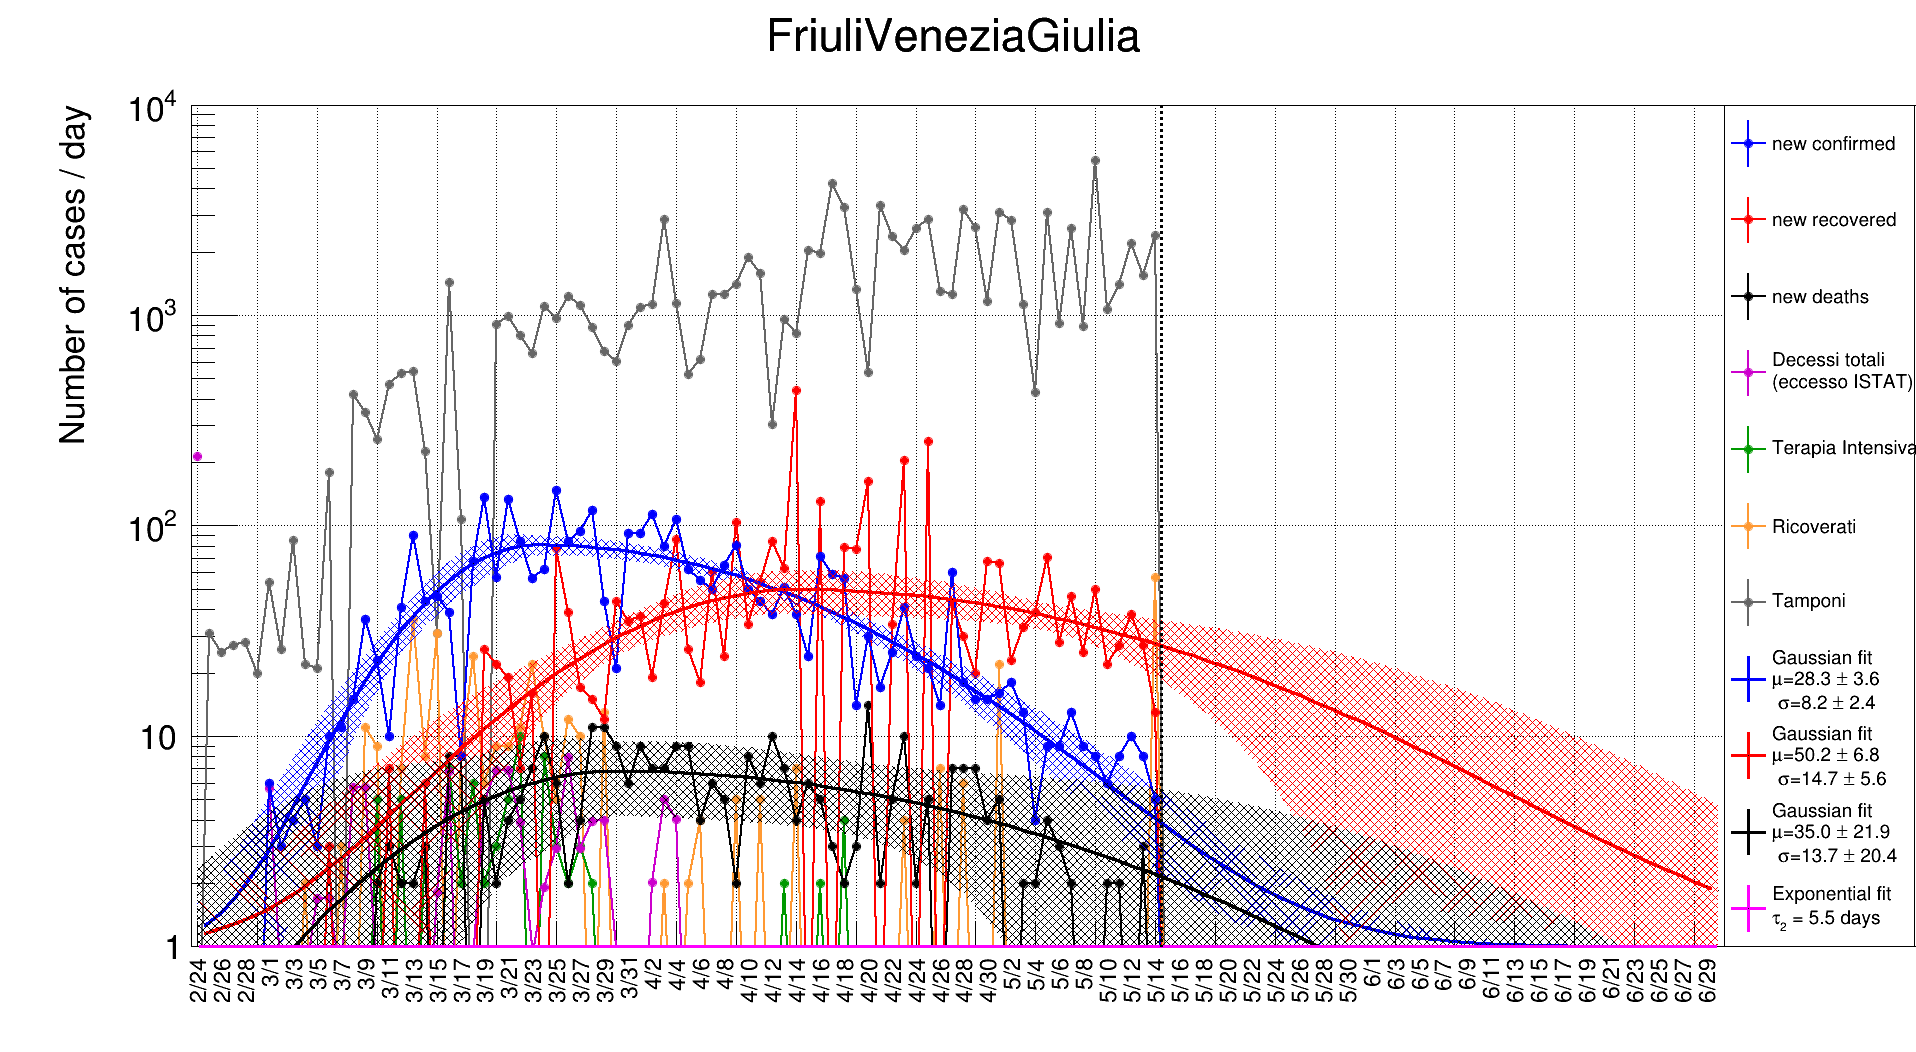 FriuliVeneziaGiulia
Number of cases / day
10^4
10^3
10^2
10
1
2/24 2/26 2/28 3/1 3/3 3/5 3/7 3/9 3/11 3/13 3/15 3/17 3/19 3/21 3/23 3/25 3/27 3/29 3/31 4/2 4/4 4/6 4/8 4/10 4/12 4/14 4/16 4/18 4/20 4/22 4/24 4/26 4/28 4/30 5/2 5/4 5/6 5/8 5/10 5/12 5/14 5/16 5/18 5/20 5/22 5/24 5/26 5/28 5/30 6/1 6/3 6/5 6/7 6/9 6/11 6/13 6/15 6/17 6/19 6/21 6/23 6/25 6/27 6/29
new confirmed
new recovered
new deaths
Decessi totali
(eccesso ISTAT)
Terapia Intensiva
Ricoverati
Tamponi
Gaussian fit
μ=28.3 ± 3.6
σ=8.2 ± 2.4
Gaussian fit
μ=50.2 ± 6.8
σ=14.7 ± 5.6
Gaussian fit
μ=35.0 ± 21.9
σ=13.7 ± 20.4
Exponential fit
τ₂ = 5.5 days